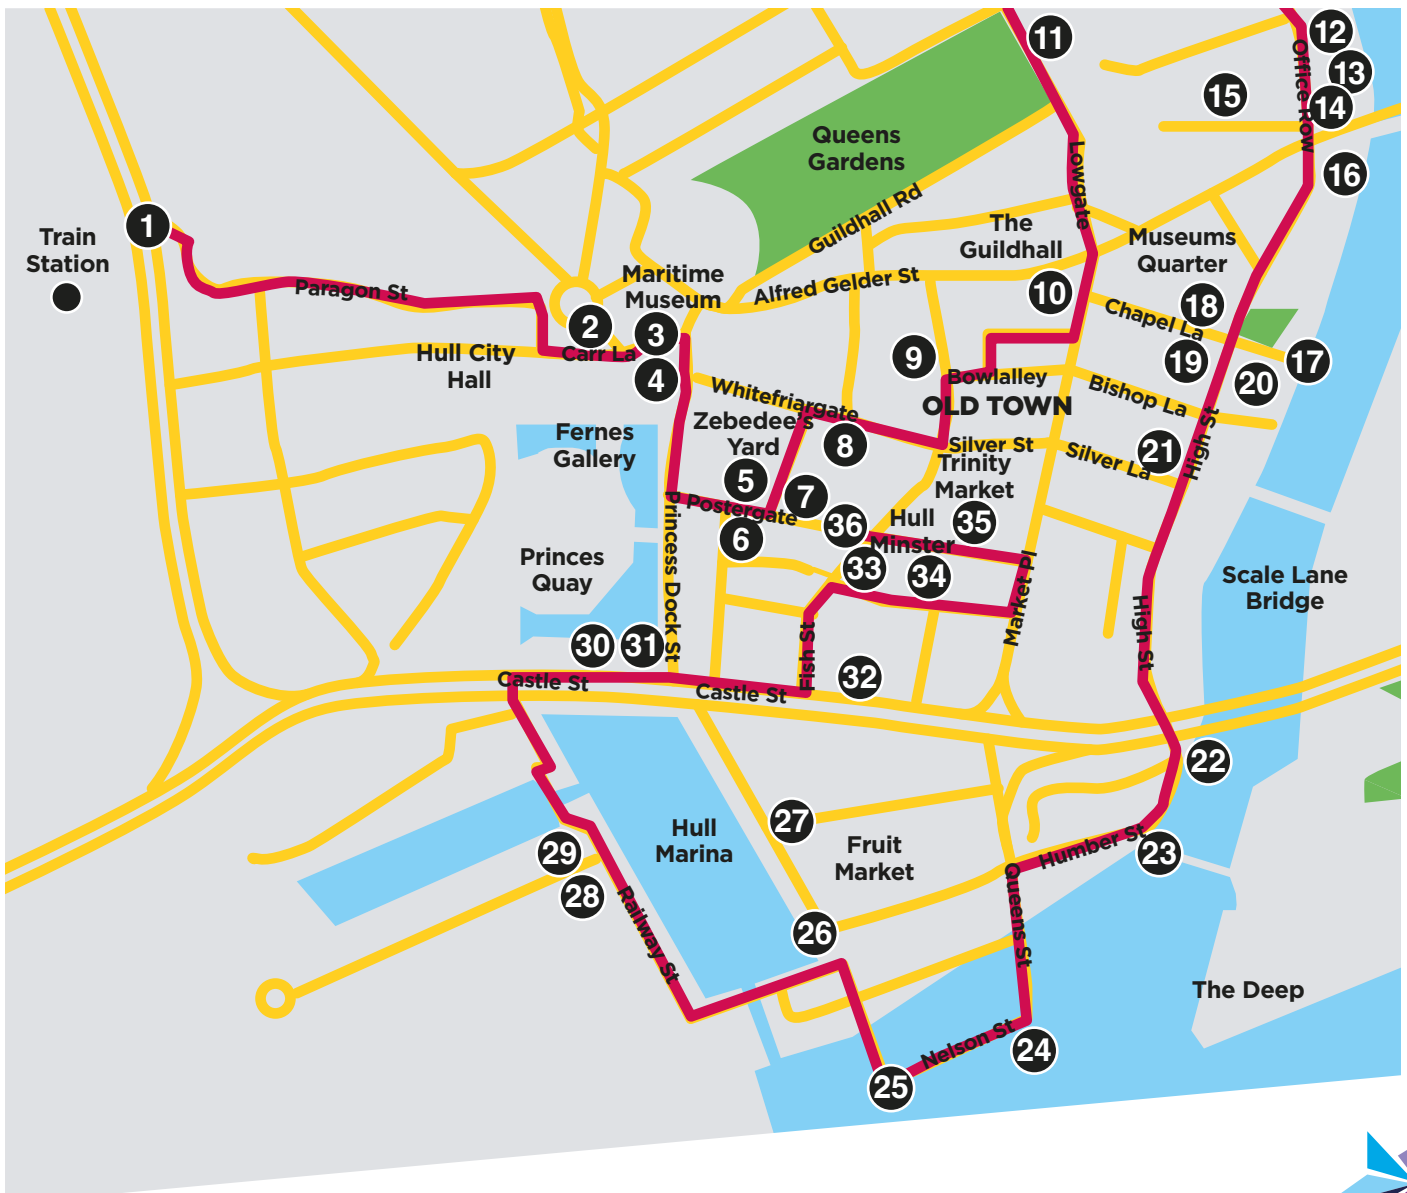 11
12
13
14
15
Office Row
16
Queens
Gardens
Lowgate
Guildhall Rd
1
Train
Station
The
Guildhall
Museums
Quarter
Maritime
Museum
Alfred Gelder St
10
Paragon St
2
3
18
Chapel La
Carr La
Hull City
Hall
4
9
19
17
20
Bowlalley
Bishop La
Whitefriargate
OLD TOWN
Zebedee's
Yard
8
Silver St
Silver La
21
High St
Fernes
Gallery
Trinity
Market
5
7
Postergate
6
36
Hull
Minster
35
33
34
Princess Dock St
Princes
Quay
Scale Lane
Bridge
Market Pl
High St
30
31
Fish St
32
Castle St
Castle St
22
27
Hull
Marina
Fruit
Market
Humber St
23
29
28
Queens St
Railway St
26
The Deep
Nelson St
24
25